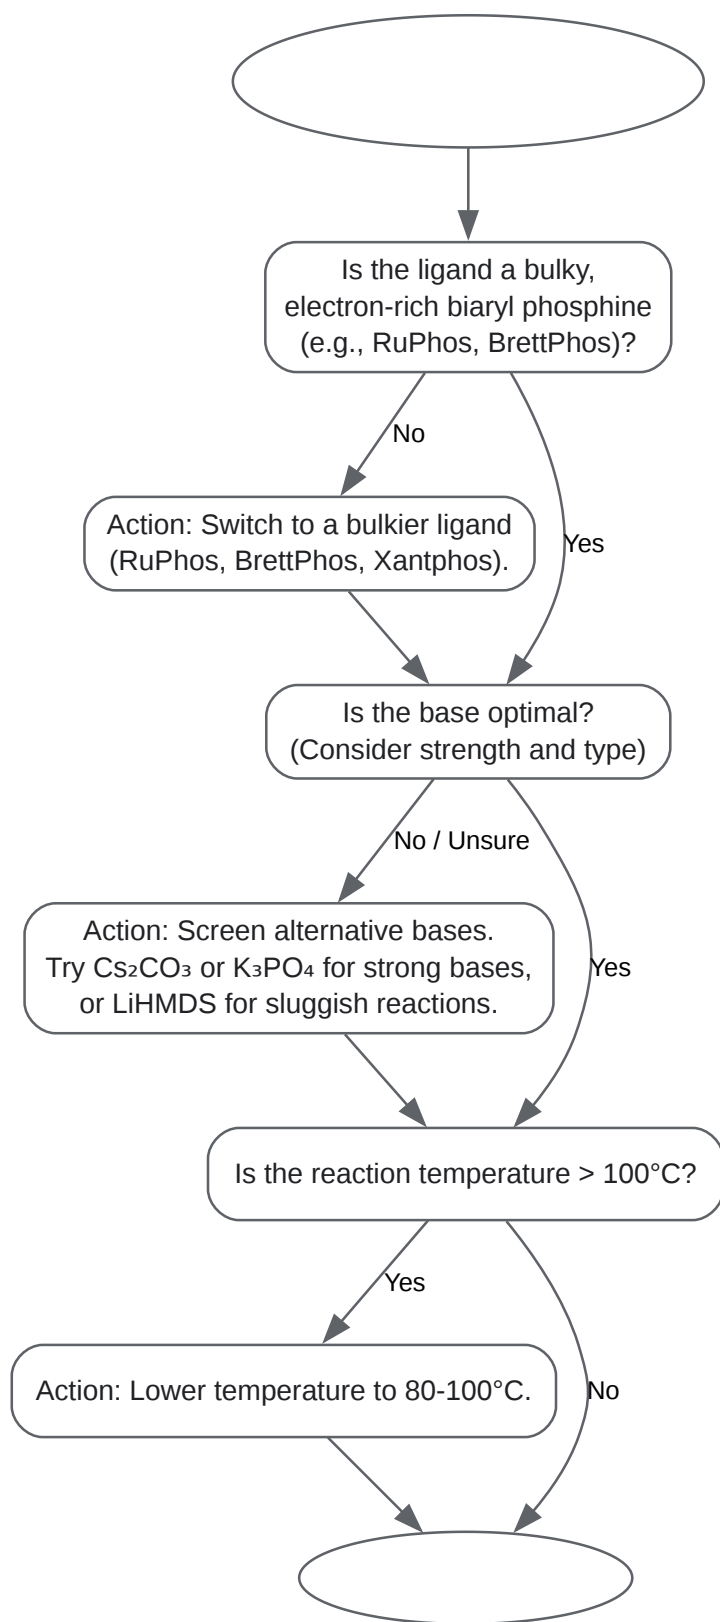 Is the ligand a bulky,
electron-rich biaryl phosphine
(e.g., RuPhos, BrettPhos)?
No
Action: Switch to a bulkier ligand
(RuPhos, BrettPhos, Xantphos).
Yes
Is the base optimal?
(Consider strength and type)
No / Unsure
Action: Screen alternative bases.
Try Cs₂CO₃ or K₃PO₄ for strong bases,
or LiHMDS for sluggish reactions.
Yes
Is the reaction temperature > 100°C?
Yes
Action: Lower temperature to 80-100°C.
No